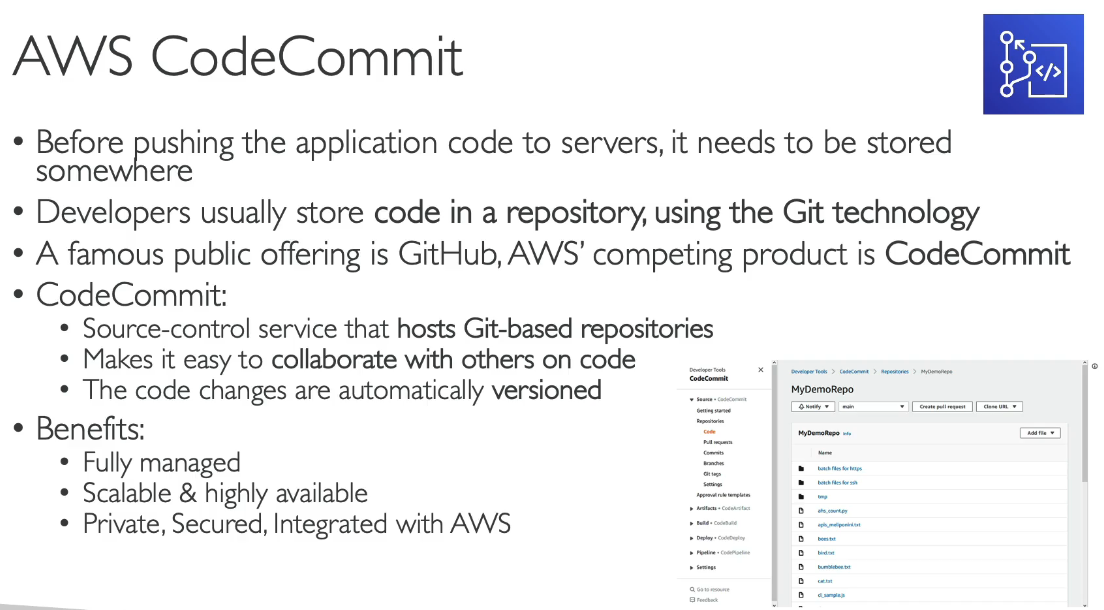 AWS CodeCommit
</>
• Before pushing the application code to servers, it needs to be stored
somewhere
• Developers usually store code in a repository, using the Git technology
• A famous public offering is GitHub, AWS’ competing product is CodeCommit
• CodeCommit:
• Source-control service that hosts Git-based repositories
• Makes it easy to collaborate with others on code
• The code changes are automatically versioned
• Benefits:
• Fully managed
• Scalable & highly available
• Private, Secured, Integrated with AWS
Developer Tools
CodeCommit
Source • CodeCommit
Getting started
Repositories
Code
Pull requests
Commits
Branches
Git tags
Settings
Approval rule templates
Artifacts • CodeArtifact
Build • CodeBuild
Deploy • CodeDeploy
Pipeline • CodePipeline
Settings
Go to resource
Feedback
Developer Tools > CodeCommit > Repositories > MyDemoRepo
MyDemoRepo
Notify main Create pull request Clone URL
MyDemoRepo Info Add file
Name
batch files for https
batch files for ssh
tmp
bees.txt
bird.txt
bumblebee.txt
cat.txt
cl_sample.js